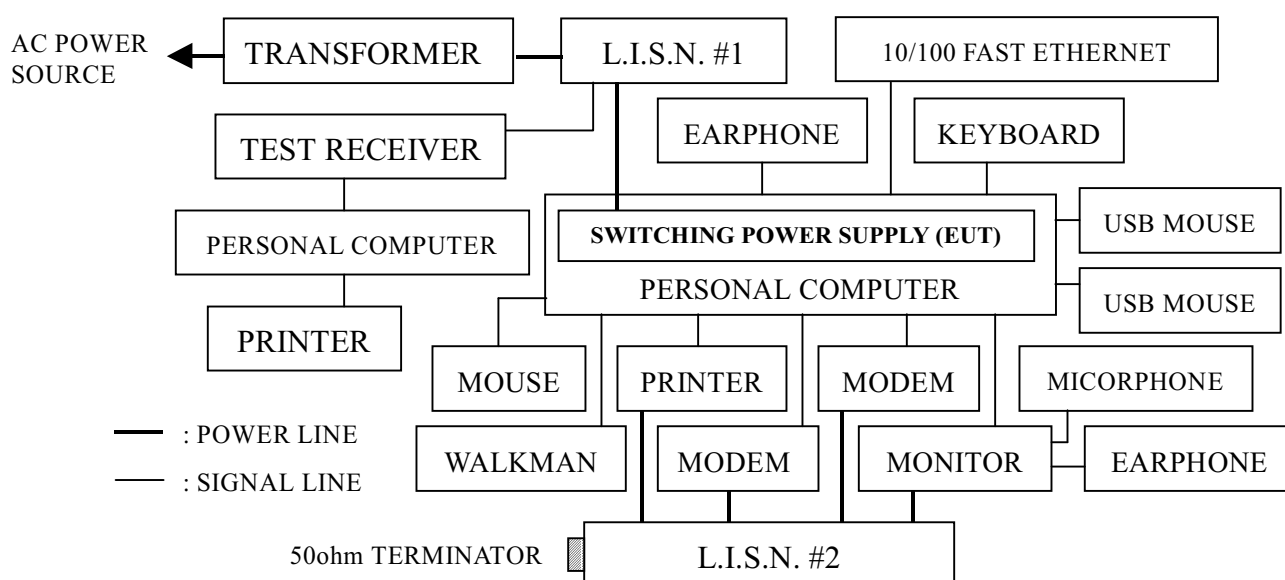 AC POWER
SOURCE
TRANSFORMER
L.I.S.N. #1
10/100 FAST ETHERNET
TEST RECEIVER
EARPHONE
KEYBOARD
PERSONAL COMPUTER
SWITCHING POWER SUPPLY (EUT)
USB MOUSE
PERSONAL COMPUTER
USB MOUSE
PRINTER
MOUSE
PRINTER
MODEM
MICORPHONE
: POWER LINE
WALKMAN
MODEM
MONITOR
EARPHONE
: SIGNAL LINE
50ohm TERMINATOR
L.I.S.N. #2